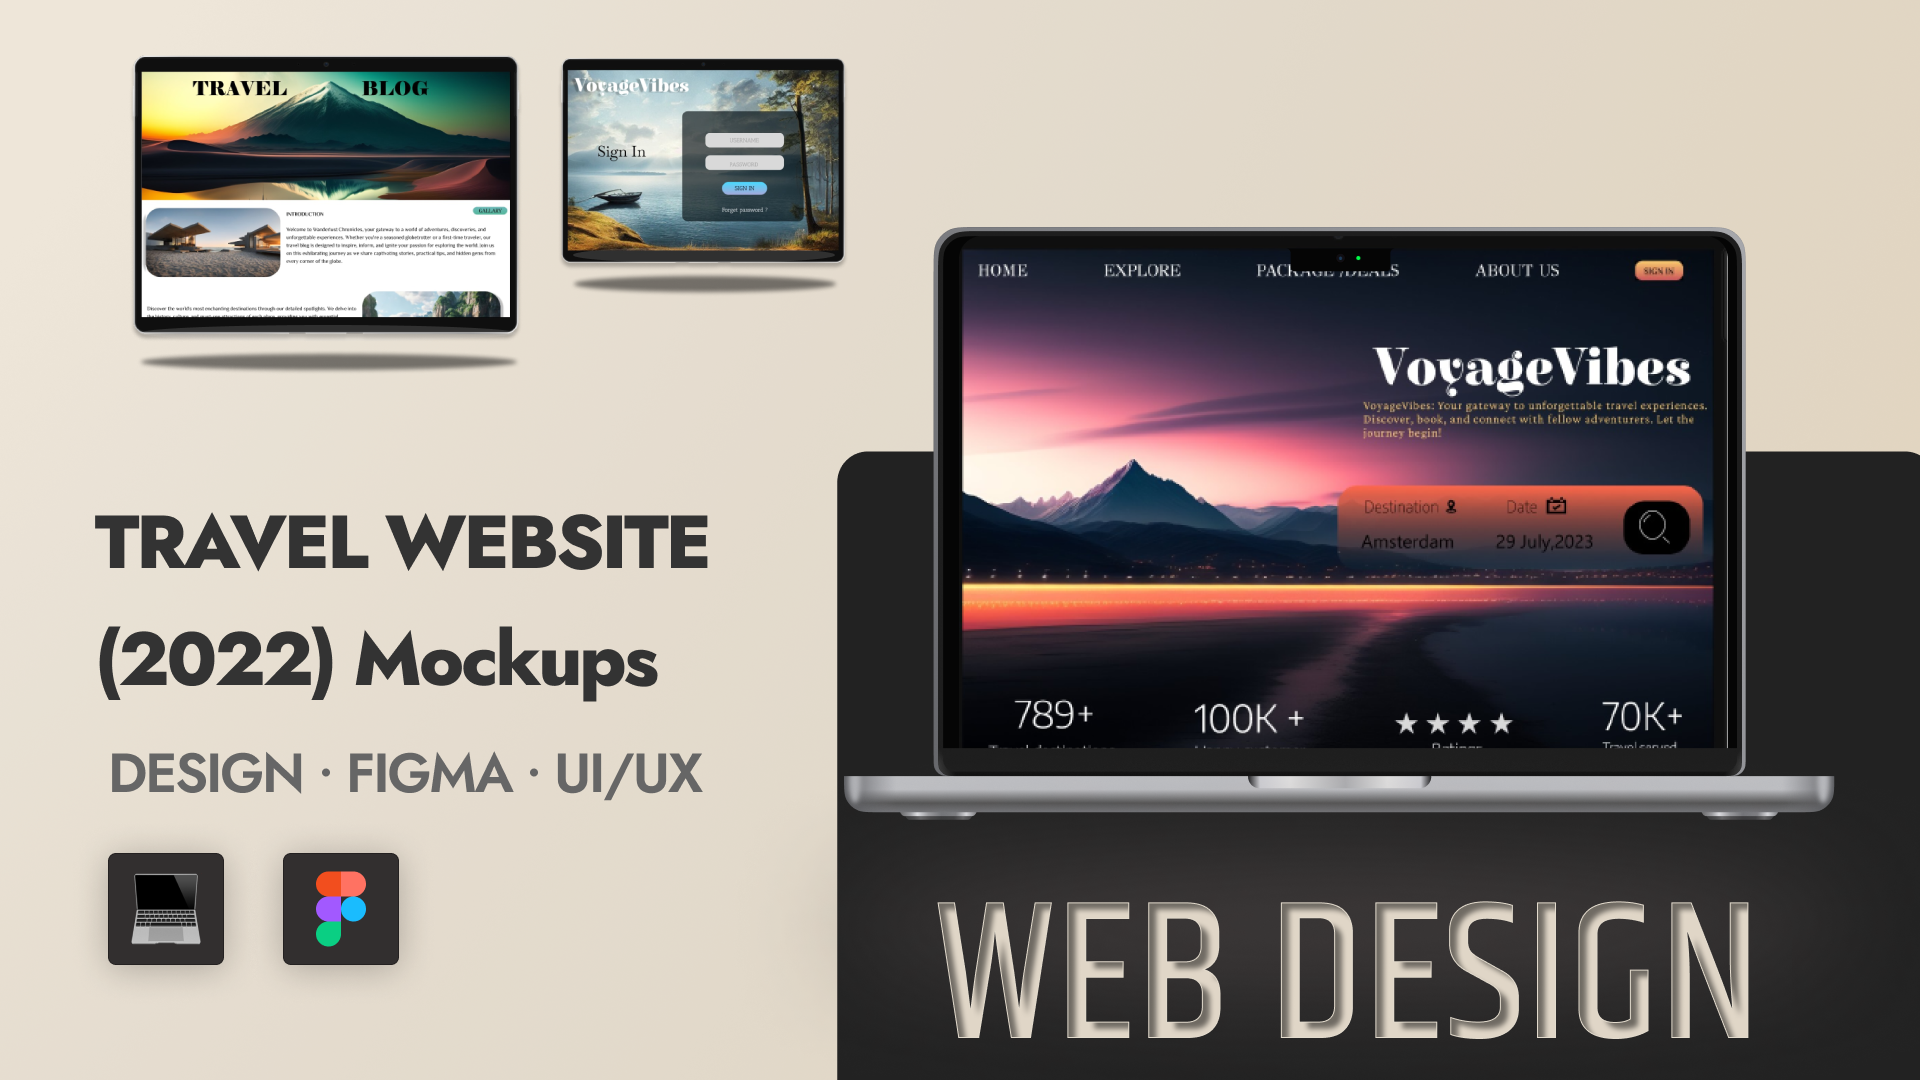 TRAVEL BLOG
INTRODUCTION
GALLARY
Welcome to Wanderlust Chronicles, your gateway to a world of adventures, discoveries, and
unforgettable experiences. Whether you're a seasoned globetrotter or a first-time traveler, our
travel blog is designed to inspire, inform, and ignite your passion for exploring the world. Join us
on this exhilarating journey as we share captivating stories, practical tips, and hidden gems from
every corner of the globe.
Discover the world's most enchanting destinations through our detailed spotlights. We delve into
VoyageVibes
Sign In
USERNAME
PASSWORD
SIGN IN
Forget password ?
TRAVEL WEBSITE
(2022) Mockups
DESIGN · FIGMA · UI/UX
HOME EXPLORE PACKAGE /DEALS ABOUT US SIGN IN
VoyageVibes
VoyageVibes: Your gateway to unforgettable travel experiences.
Discover, book, and connect with fellow adventurers. Let the
journey begin!
Destination Date
Amsterdam 29 July,2023
789+ 100K + 70K+
Ratings
Travel served
WEB DESIGN